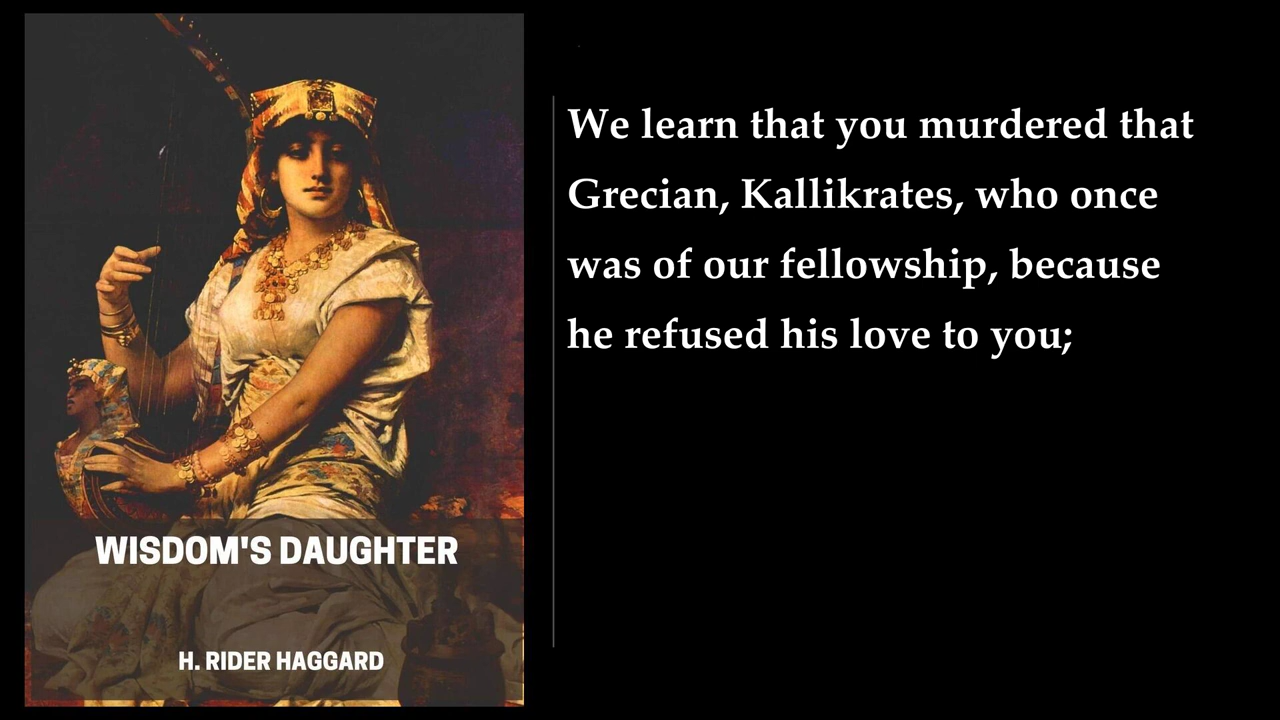 WISDOM'S DAUGHTER
H. RIDER HAGGARD
We learn that you murdered that
Grecian, Kallikrates, who once
was of our fellowship, because
he refused his love to you;